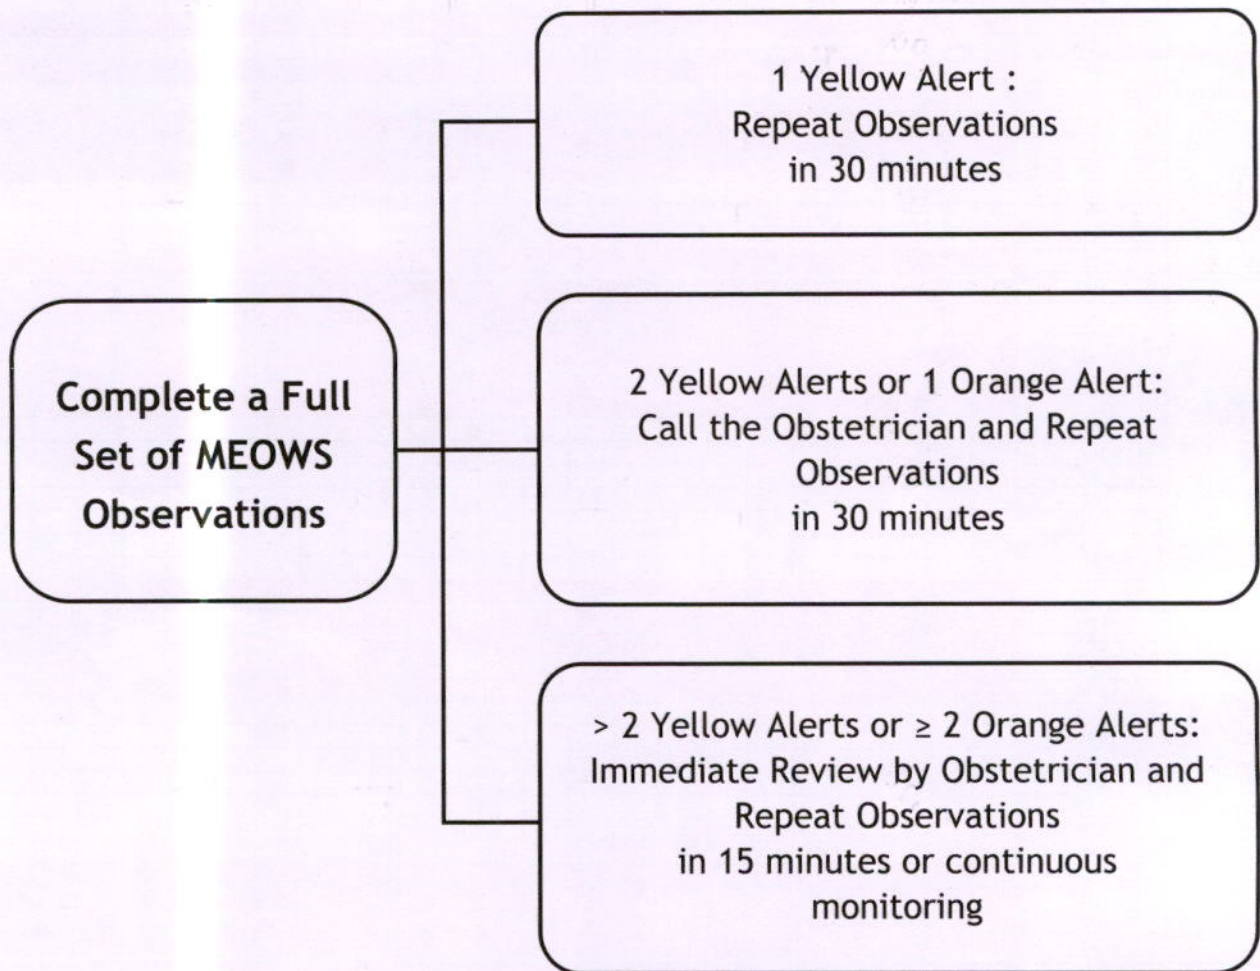 Complete a Full
Set of MEOWS
Observations
1 Yellow Alert :
Repeat Observations
in 30 minutes
2 Yellow Alerts or 1 Orange Alert:
Call the Obstetrician and Repeat
Observations
in 30 minutes
> 2 Yellow Alerts or ≥ 2 Orange Alerts:
Immediate Review by Obstetrician and
Repeat Observations
in 15 minutes or continuous
monitoring